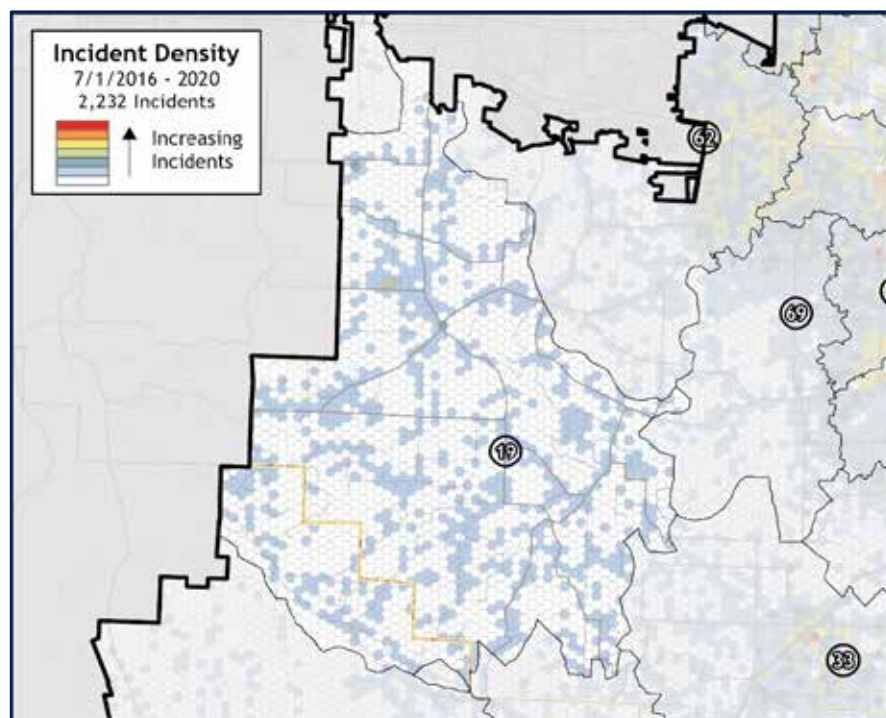 Incident Density
7/1/2016 - 2020
2,232 Incidents
Increasing
Incidents
62
69
19
33